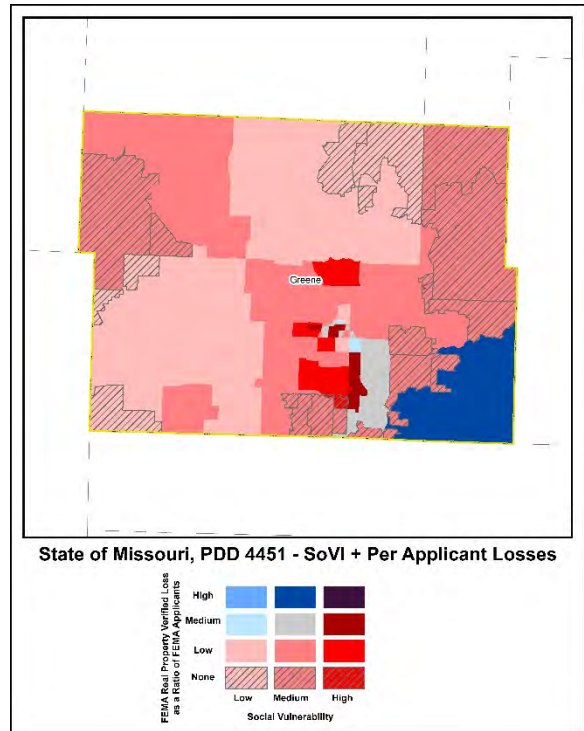 Greene
State of Missouri, PDD 4451 - SoVI + Per Applicant Losses
FEMA Real Property Verified Loss
as a Ratio of FEMA Applicants
High
Medium
Low
None
Low Medium High
Social Vulnerability